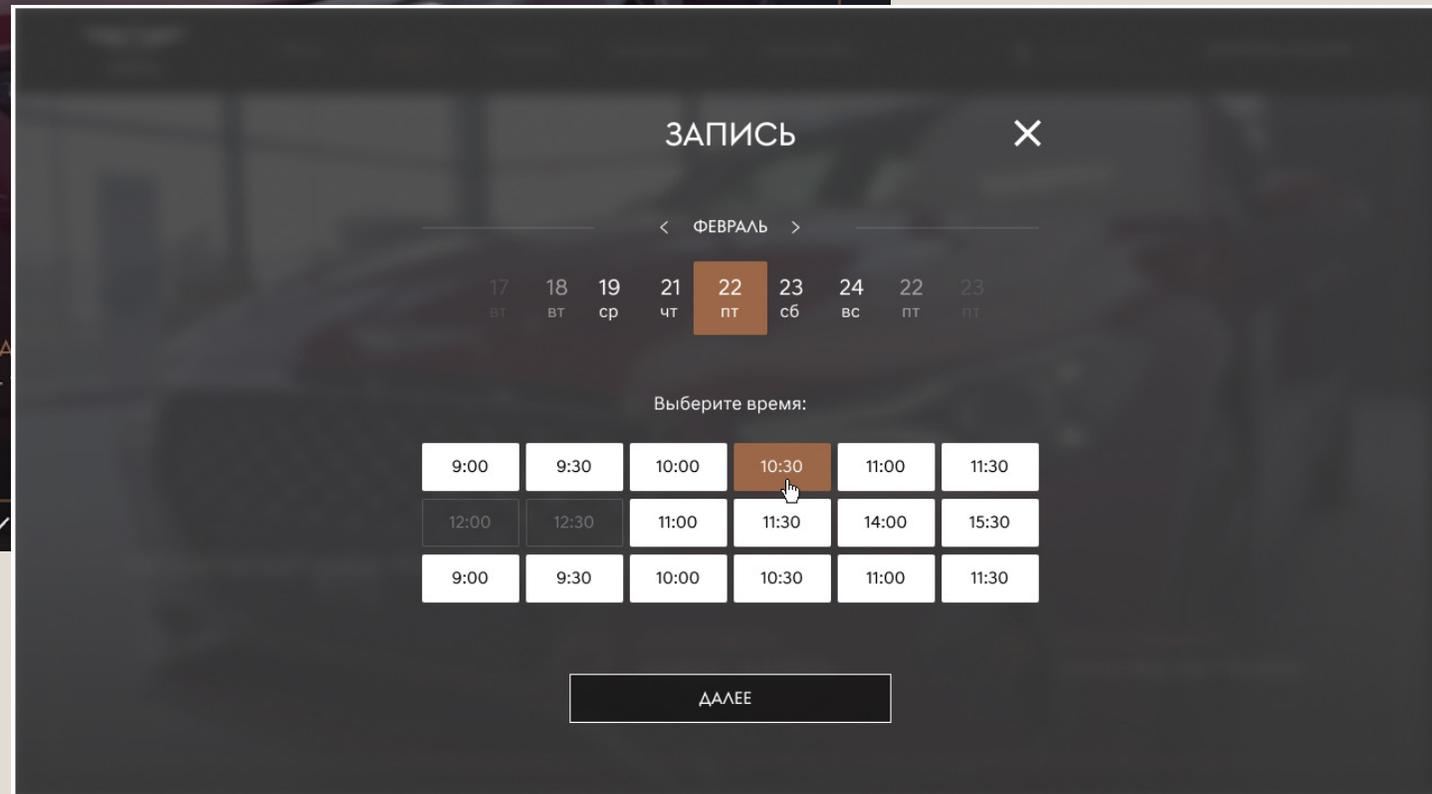 ЗАПИСЬ
< ФЕВРАЛЬ >
17 18 19 21 22 23 24 22 23
вт вт ср чт пт сб вс пт пт
Выберите время:
9:00 9:30 10:00 10:30 11:00 11:30
12:00 12:30 11:00 11:30 14:00 15:30
9:00 9:30 10:00 10:30 11:00 11:30
ДАЛЕЕ